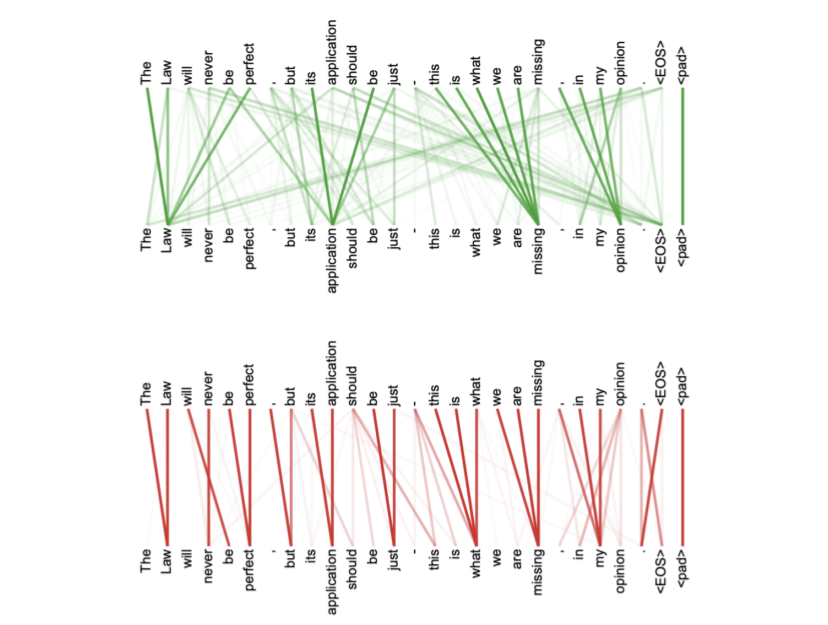 The Law will never be perfect , but its application should be just - this is what we are missing , in my opinion . <EOS> <pad>
The Law will never be perfect , but its application should be just - this is what we are missing , in my opinion . <EOS> <pad>
The Law will never be perfect , but its application should be just - this is what we are missing , in my opinion . <EOS> <pad>
The Law will never be perfect , but its application should be just - this is what we are missing , in my opinion . <EOS> <pad>